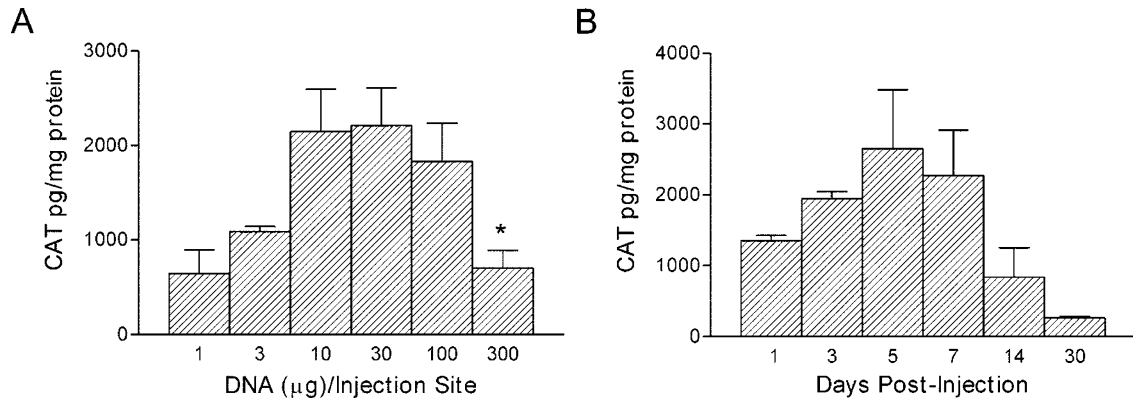 A
CAT pg/mg protein
3000
2000
1000
0
*
1 3 10 30 100 300
DNA (μg)/Injection Site
B
CAT pg/mg protein
4000
3000
2000
1000
0
1 3 5 7 14 30
Days Post-Injection